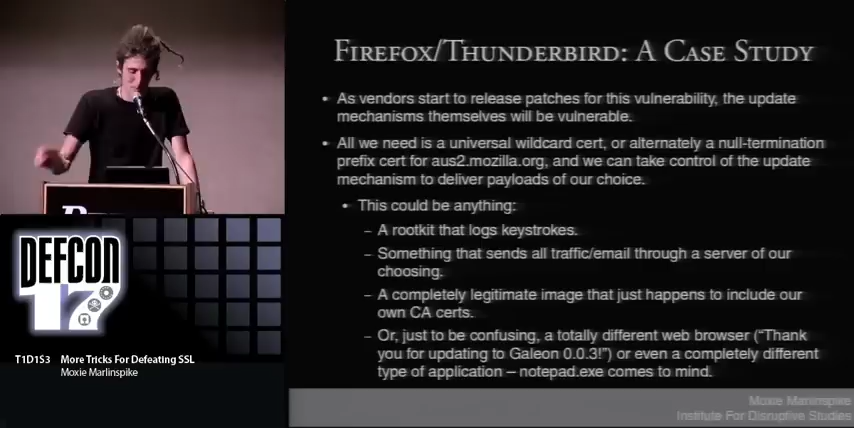 FIREFOX/THUNDERBIRD: A CASE STUDY
• As vendors start to release patches for this vulnerability, the update
mechanisms themselves will be vulnerable.
• All we need is a universal wildcard cert, or alternately a null-termination
prefix cert for aus2.mozilla.org, and we can take control of the update
mechanism to deliver payloads of our choice.
• This could be anything:
– A rootkit that logs keystrokes.
– Something that sends all traffic/email through a server of our
choosing.
– A completely legitimate image that just happens to include our
own CA certs.
– Or, just to be confusing, a totally different web browser ("Thank
you for updating to Galeon 0.0.3!") or even a completely different
type of application – notepad.exe comes to mind.
Moxie Marlinspike
Institute For Disruptive Studies
DEFCON
17
T1D1S3 More Tricks For Defeating SSL
Moxie Marlinspike